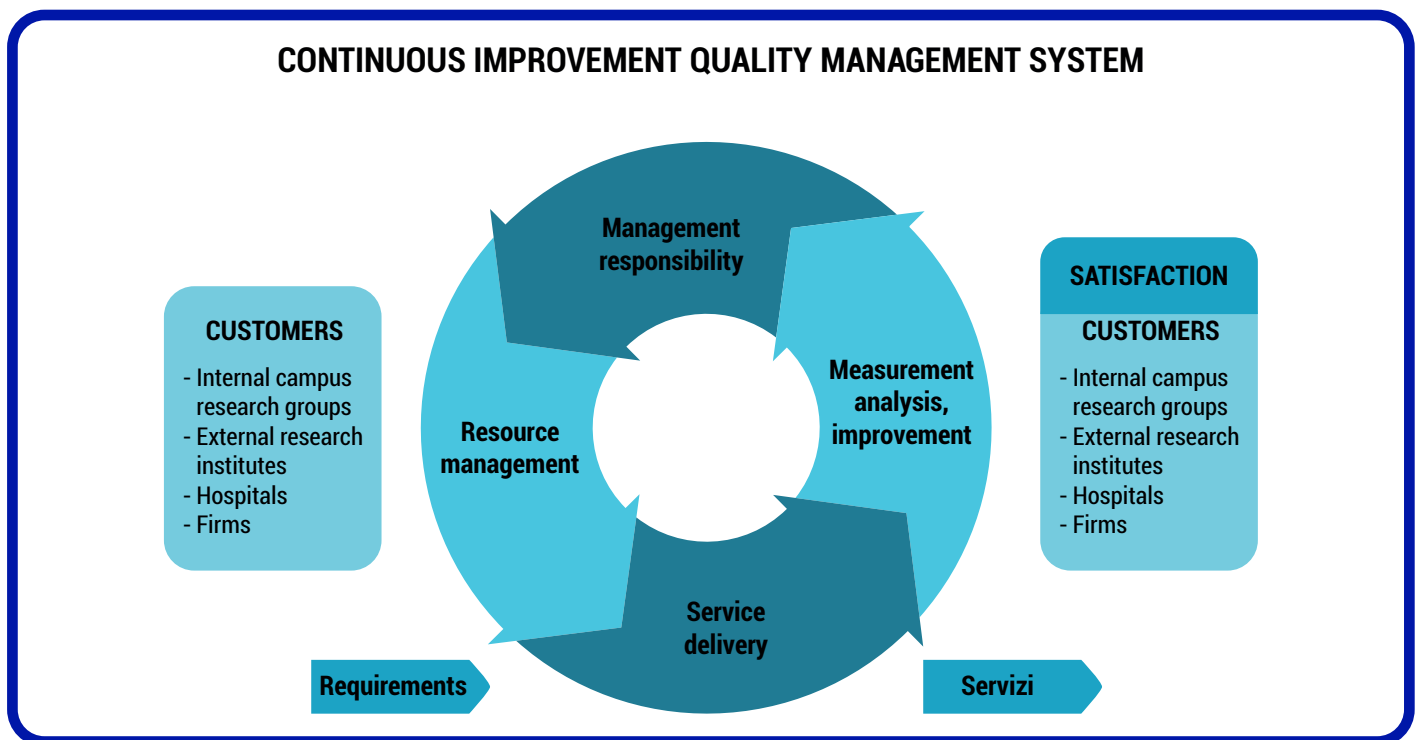 CONTINUOUS IMPROVEMENT QUALITY MANAGEMENT SYSTEM
CUSTOMERS
- Internal campus
research groups
- External research
institutes
- Hospitals
- Firms
Management
responsibility
Resource
management
Measurement
analysis,
improvement
Service
delivery
SATISFACTION
CUSTOMERS
- Internal campus
research groups
- External research
institutes
- Hospitals
- Firms
Requirements
Servizi